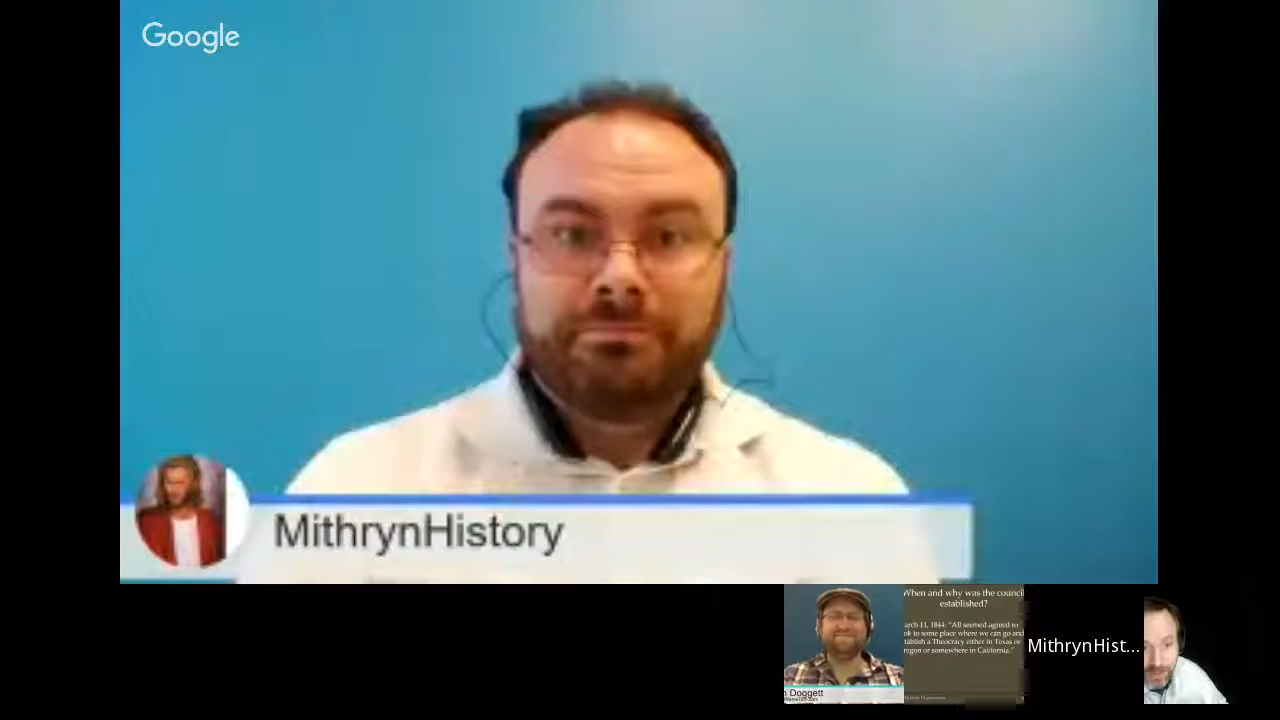 Google
MithrynHistory
When and why was the council
established?
arch 11, 1844: "All seemed agreed to
ok to some place where we can go and
tablish a Theocracy either in Texas or
regon or somewhere in California."
MithrynHist...
n Doggett